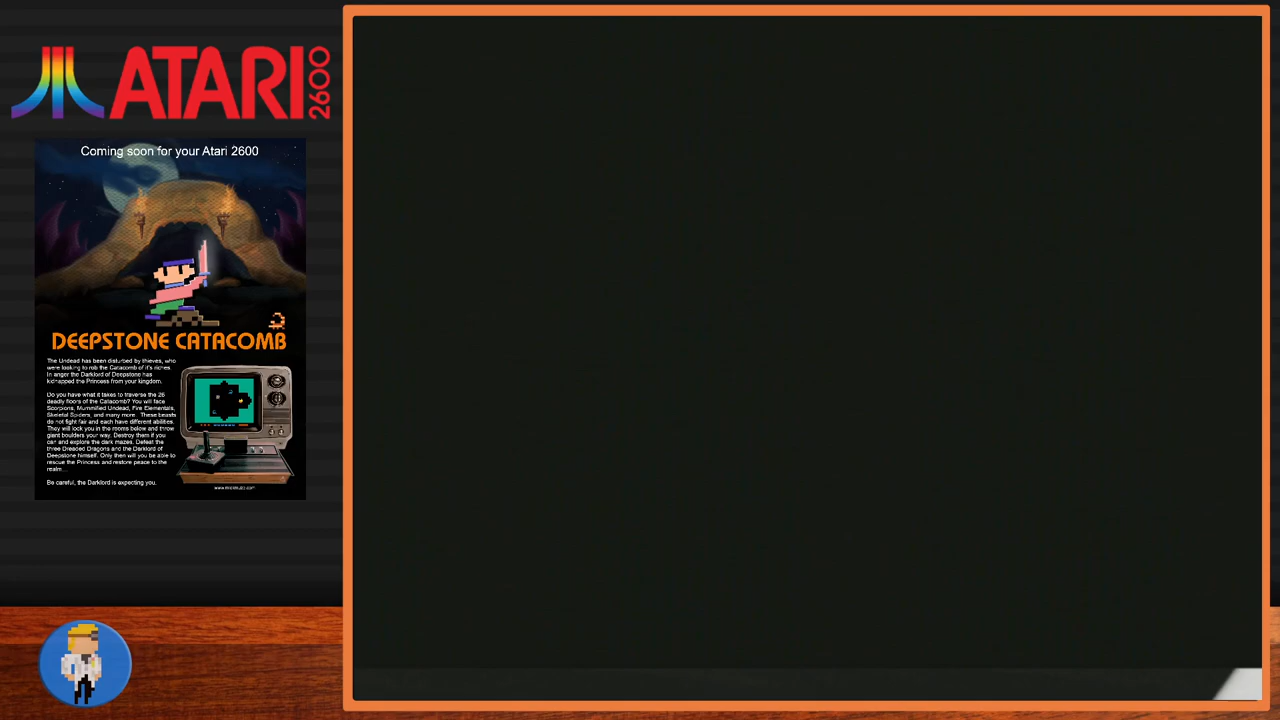 ATARI
2600
Coming soon for your Atari 2600
DEEPSTONE CATACOMB
The Undead has been disturbed by thieves, who
were looking to rob the Catacomb of it's riches.
In anger the Darklord of Deepstone has
kidnapped the Princess from your kingdom.
Do you have what it takes to traverse the 26
deadly floors of the Catacomb? You will face
Scorpions, Mummified Undead, Fire Elementals,
Skeletal Spiders, and many more. These beasts
do not fight fair and each have different abilities.
They will lock you in the rooms below and throw
giant boulders your way. Destroy them if you
can and explore the dark mazes. Defeat the
three Dreaded Dragons and the Darklord of
Deepstone himself. Only then will you be able to
rescue the Princess and restore peace to the
realm...
Be careful, the Darklord is expecting you.